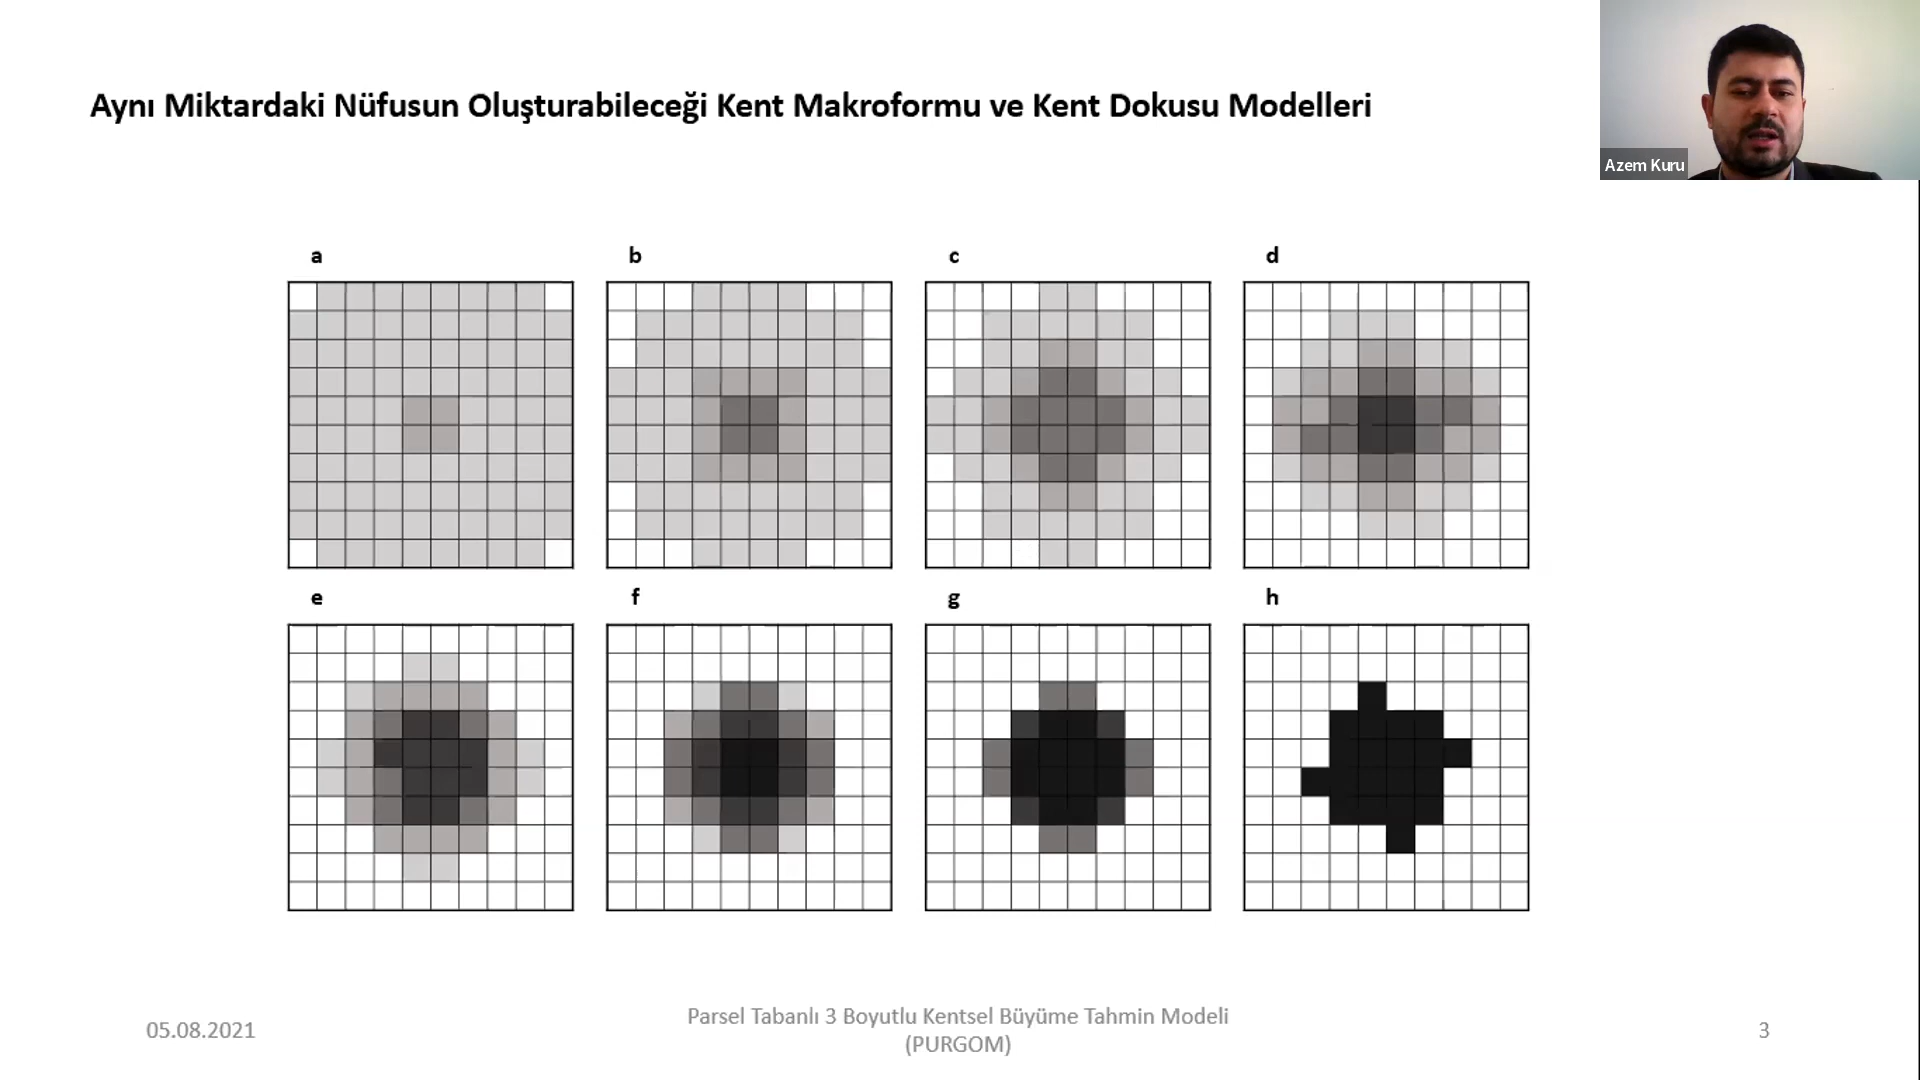 Aynı Miktardaki Nüfusun Oluşturabileceği Kent Makroformu ve Kent Dokusu Modelleri
Azem Kuru
a b c d
e f g h
05.08.2021
Parsel Tabanlı 3 Boyutlu Kentsel Büyüme Tahmin Modeli
(PURGOM)
3